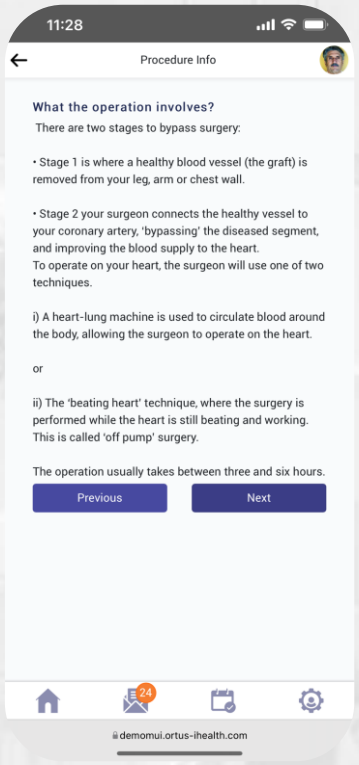 11:28
Procedure Info
What the operation involves?
There are two stages to bypass surgery:
• Stage 1 is where a healthy blood vessel (the graft) is
removed from your leg, arm or chest wall.
• Stage 2 your surgeon connects the healthy vessel to
your coronary artery, ‘bypassing’ the diseased segment,
and improving the blood supply to the heart.
To operate on your heart, the surgeon will use one of two
techniques.
i) A heart-lung machine is used to circulate blood around
the body, allowing the surgeon to operate on the heart.
or
ii) The ‘beating heart’ technique, where the surgery is
performed while the heart is still beating and working.
This is called ‘off pump’ surgery.
The operation usually takes between three and six hours.
Previous Next
24
demomui.ortus-ihealth.com